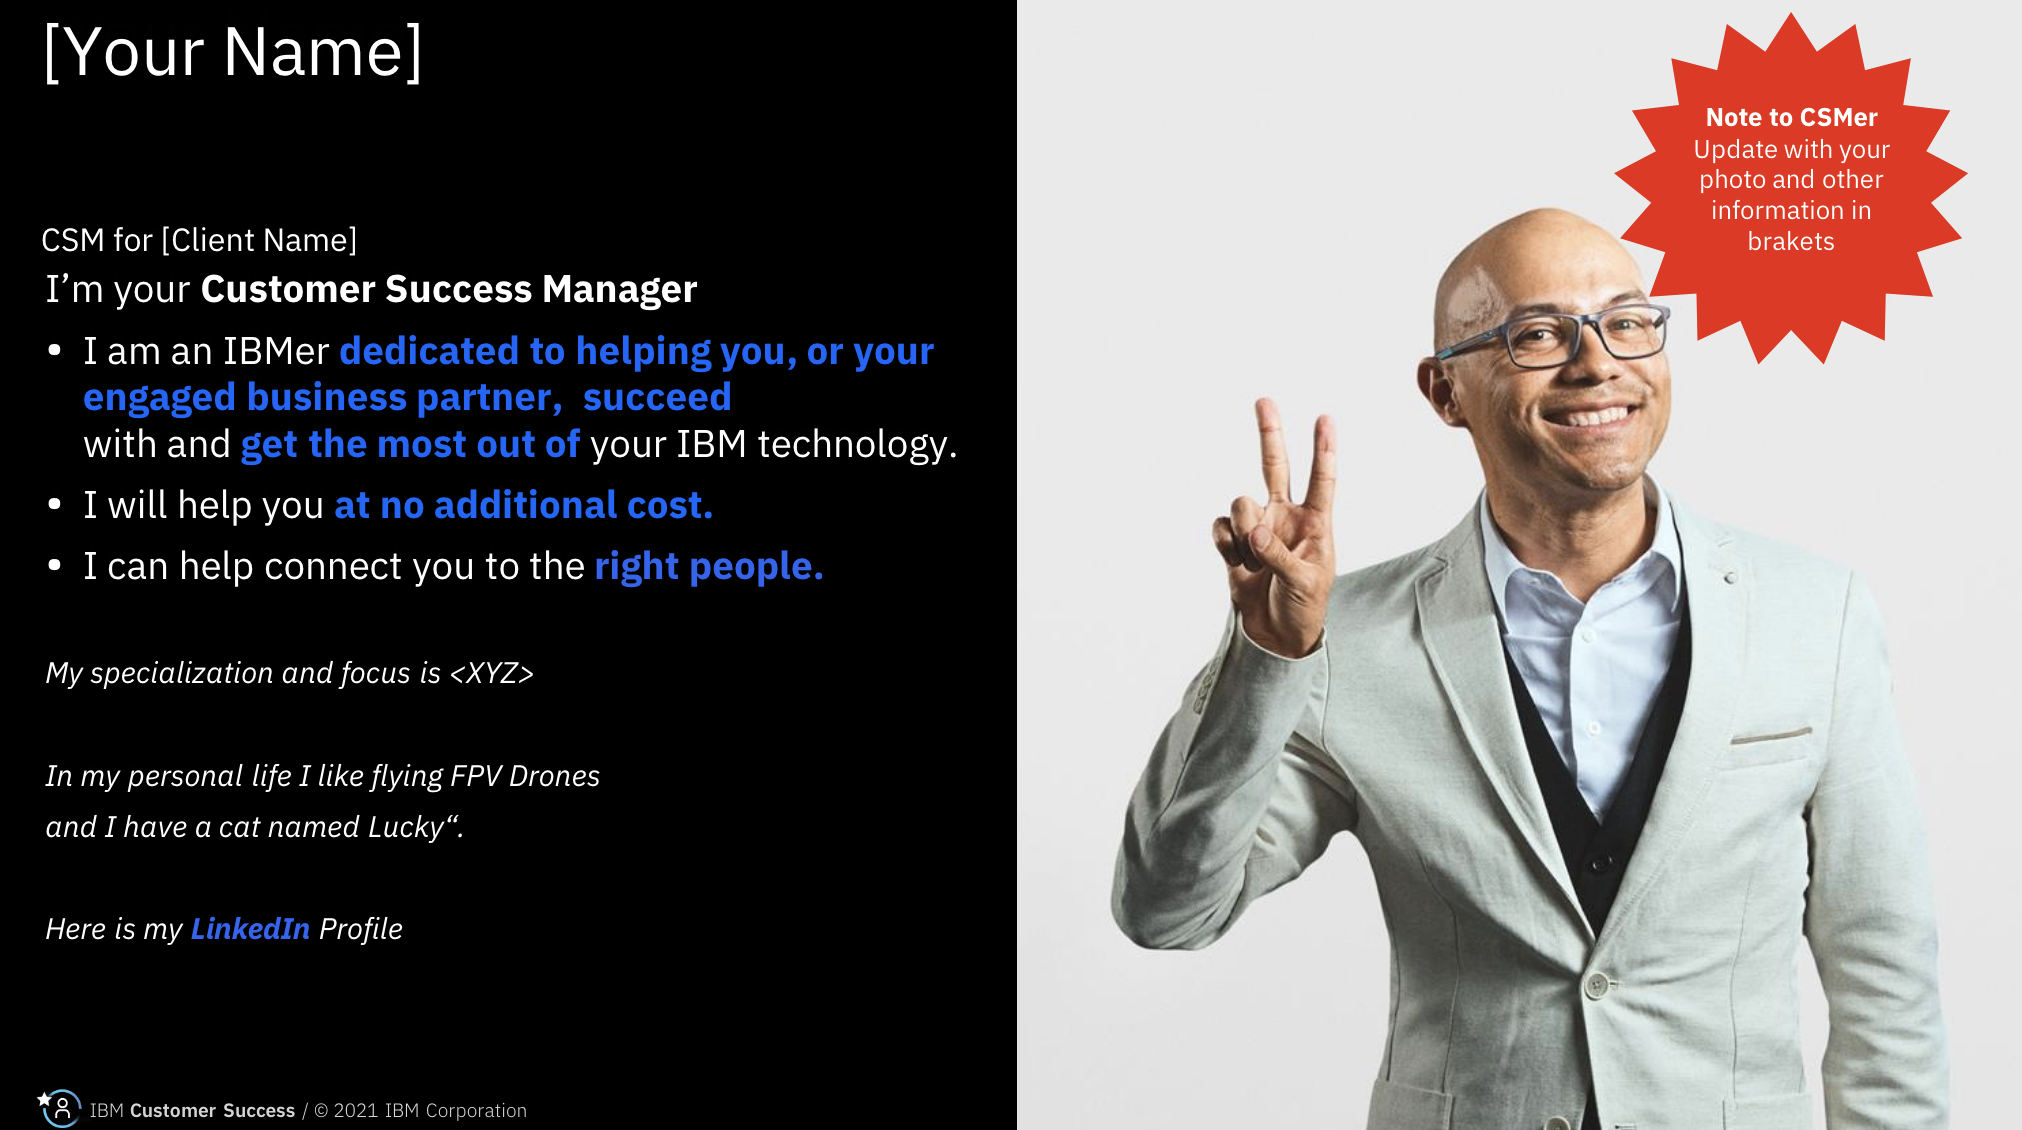 [Your Name]
CSM for [Client Name]
I’m your Customer Success Manager
• I am an IBMer dedicated to helping you, or your
engaged business partner,  succeed
with and get the most out of your IBM technology.
• I will help you at no additional cost.
• I can help connect you to the right people.
My specialization and focus is <XYZ>
In my personal life I like flying FPV Drones
and I have a cat named Lucky“.
Here is my LinkedIn Profile
IBM Customer Success / © 2021 IBM Corporation
Note to CSMer
Update with your
photo and other
information in
brakets